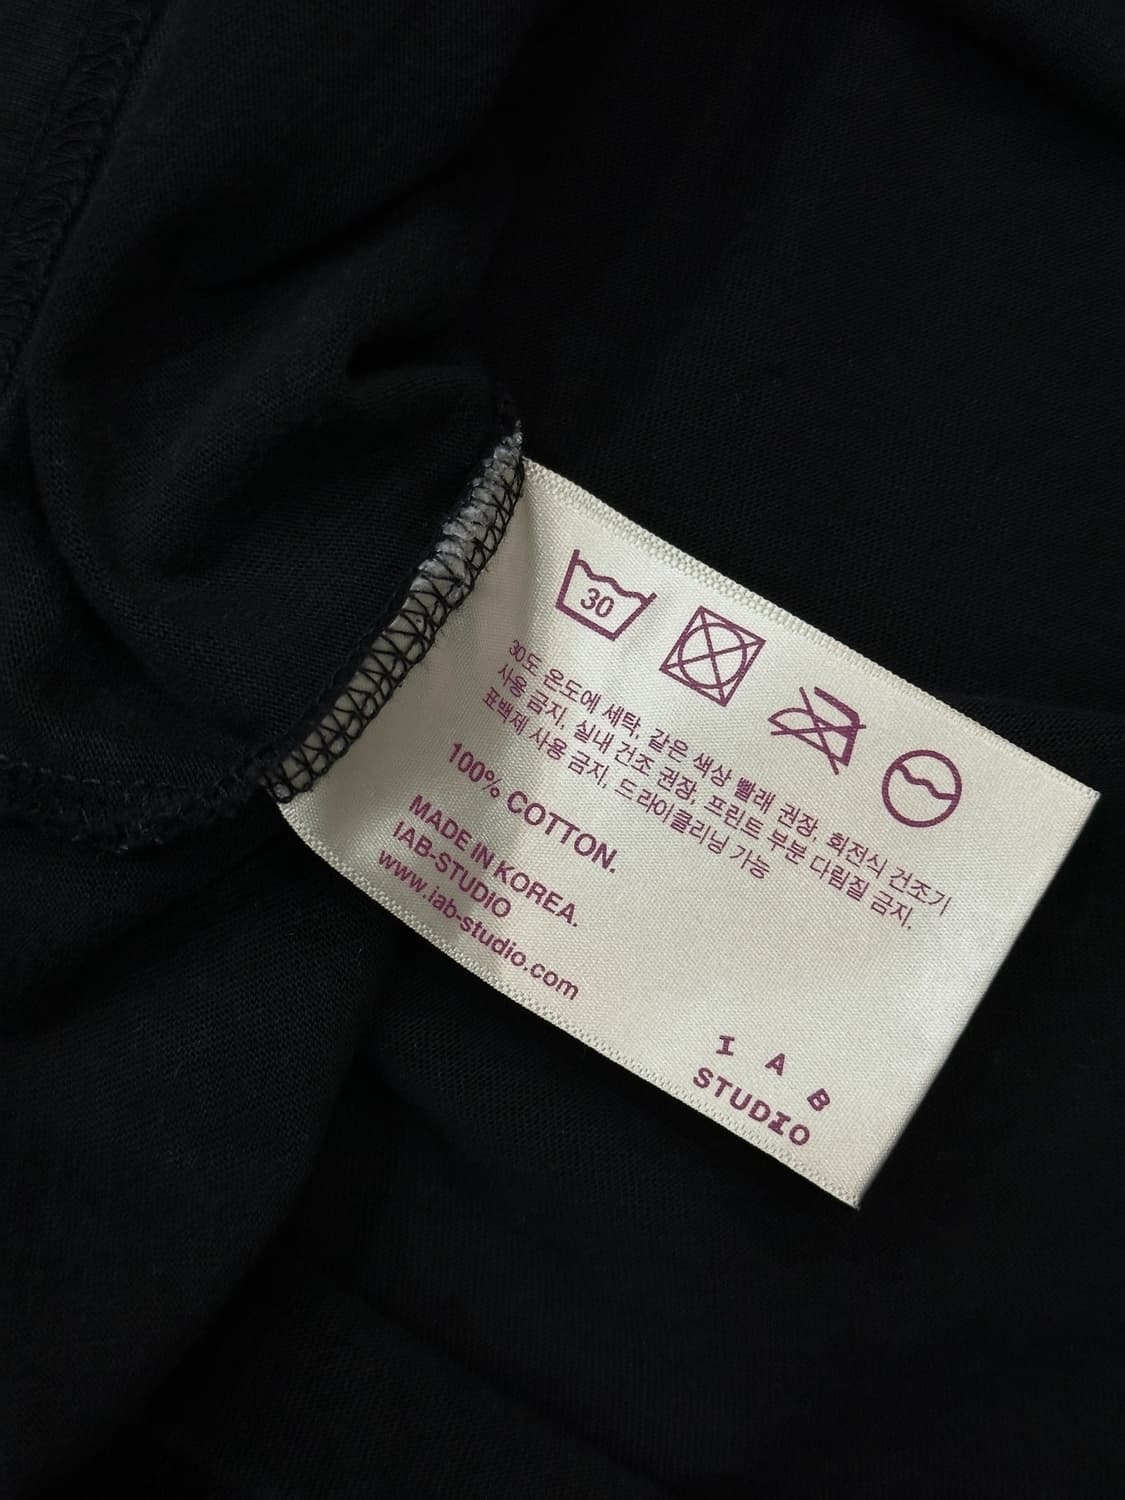 30
30도 온도에 세탁, 같은 색상 빨래 권장, 회전식 건조기
사용 금지, 실내 건조 권장, 프린트 부분 다림질 금지,
표백제 사용 금지, 드라이클리닝 가능
100% COTTON.
MADE IN KOREA.
IAB-STUDIO
www.iab-studio.com
I A B
STUDIO